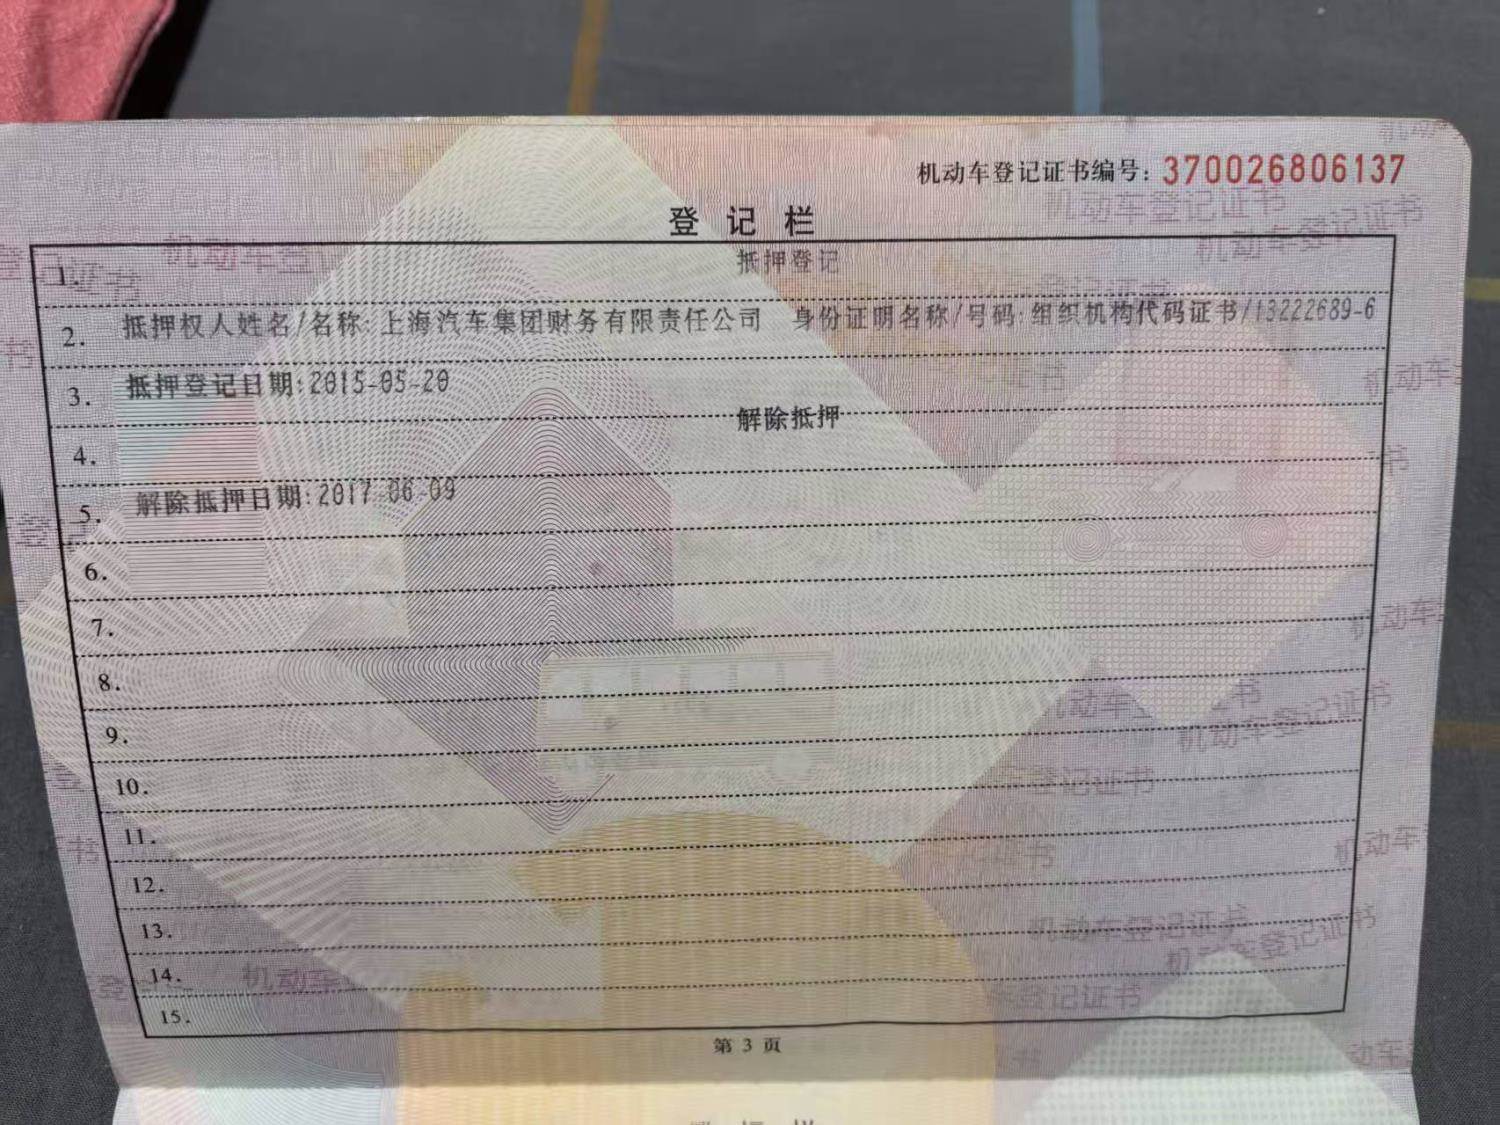 机动车登记证书编号: 370026806137
登 记 栏
抵押登记
1.
2. 抵押权人姓名/名称:上海汽车集团财务有限责任公司 身份证明名称/号码:组织机构代码证书/13222689-6
3. 抵押登记日期:2015-05-20
解除抵押
4.
5. 解除抵押日期:2017-06-09
6.
7.
8.
9.
10.
11.
12.
13.
14.
15.
第 3 页